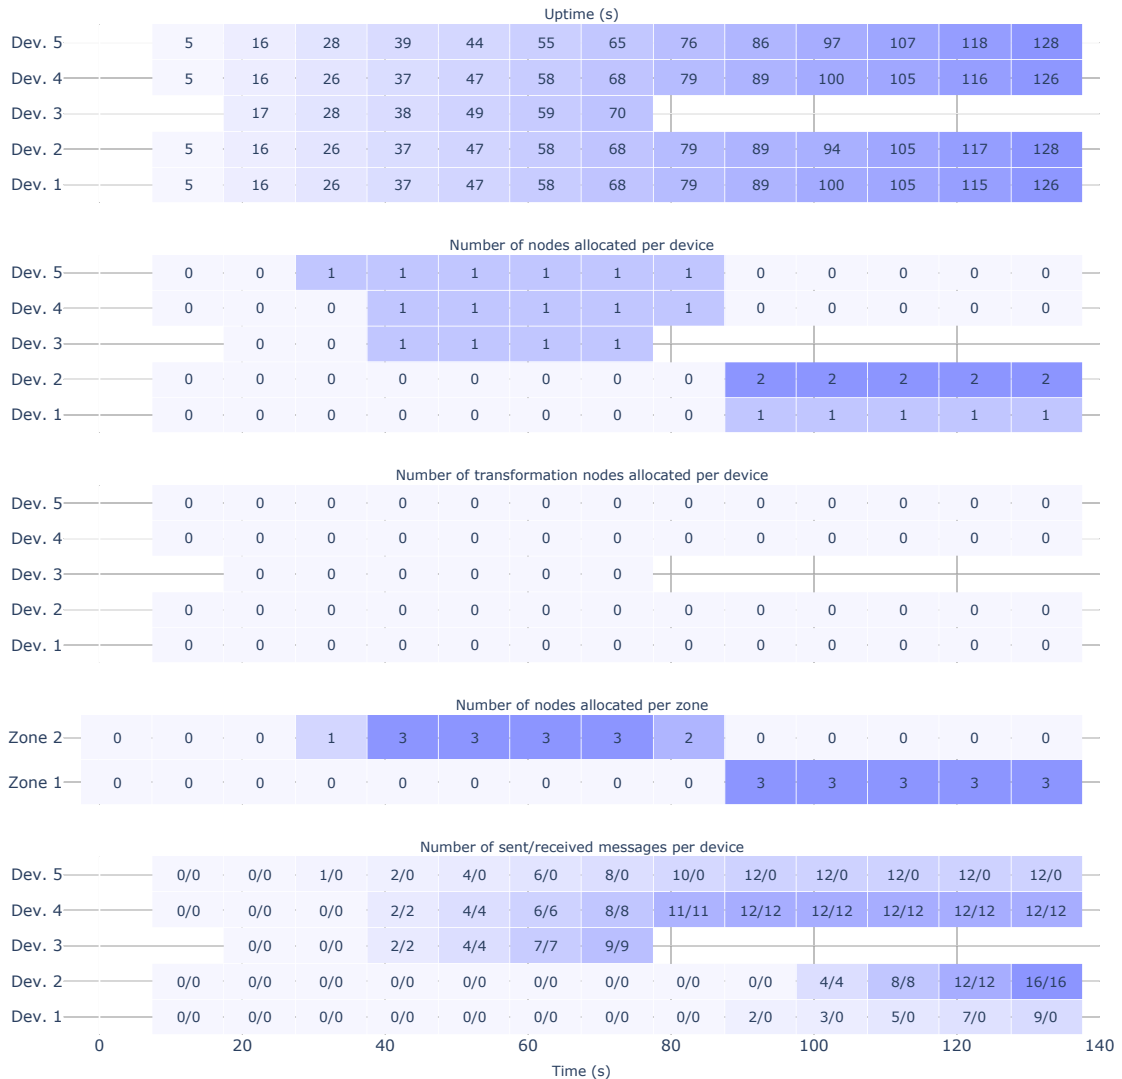 Uptime (s)
Dev. 5 5 16 28 39 44 55 65 76 86 97 107 118 128
Dev. 4 5 16 26 37 47 58 68 79 89 100 105 116 126
Dev. 3 17 28 38 49 59 70
Dev. 2 5 16 26 37 47 58 68 79 89 94 105 117 128
Dev. 1 5 16 26 37 47 58 68 79 89 100 105 115 126
Number of nodes allocated per device
Dev. 5 0 0 1 1 1 1 1 1 0 0 0 0 0
Dev. 4 0 0 0 1 1 1 1 1 0 0 0 0 0
Dev. 3 0 0 1 1 1 1
Dev. 2 0 0 0 0 0 0 0 0 2 2 2 2 2
Dev. 1 0 0 0 0 0 0 0 0 1 1 1 1 1
Number of transformation nodes allocated per device
Dev. 5 0 0 0 0 0 0 0 0 0 0 0 0 0
Dev. 4 0 0 0 0 0 0 0 0 0 0 0 0 0
Dev. 3 0 0 0 0 0 0
Dev. 2 0 0 0 0 0 0 0 0 0 0 0 0 0
Dev. 1 0 0 0 0 0 0 0 0 0 0 0 0 0
Number of nodes allocated per zone
Zone 2 0 0 0 1 3 3 3 3 2 0 0 0 0 0
Zone 1 0 0 0 0 0 0 0 0 0 3 3 3 3 3
Number of sent/received messages per device
Dev. 5 0/0 0/0 1/0 2/0 4/0 6/0 8/0 10/0 12/0 12/0 12/0 12/0 12/0
Dev. 4 0/0 0/0 0/0 2/2 4/4 6/6 8/8 11/11 12/12 12/12 12/12 12/12 12/12
Dev. 3 0/0 0/0 2/2 4/4 7/7 9/9
Dev. 2 0/0 0/0 0/0 0/0 0/0 0/0 0/0 0/0 0/0 4/4 8/8 12/12 16/16
Dev. 1 0/0 0/0 0/0 0/0 0/0 0/0 0/0 0/0 2/0 3/0 5/0 7/0 9/0
0 20 40 60 80 100 120 140
Time (s)